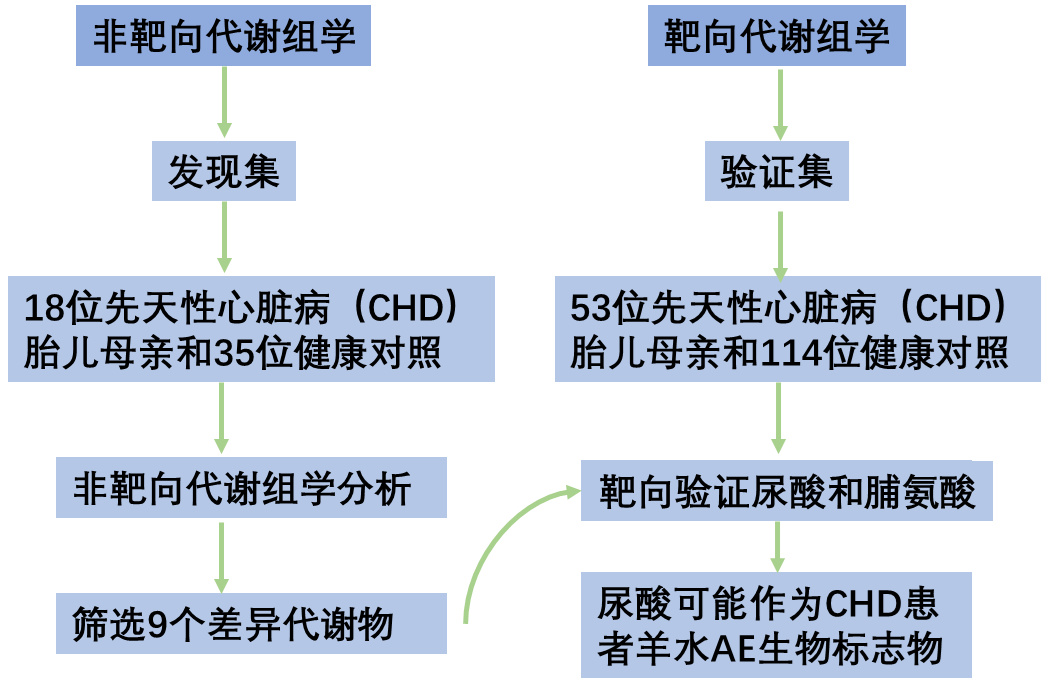 非靶向代谢组学
发现集
18位先天性心脏病（CHD）
胎儿母亲和35位健康对照
非靶向代谢组学分析
筛选9个差异代谢物
靶向代谢组学
验证集
53位先天性心脏病（CHD）
胎儿母亲和114位健康对照
靶向验证尿酸和脯氨酸
尿酸可能作为CHD患
者羊水AE生物标志物